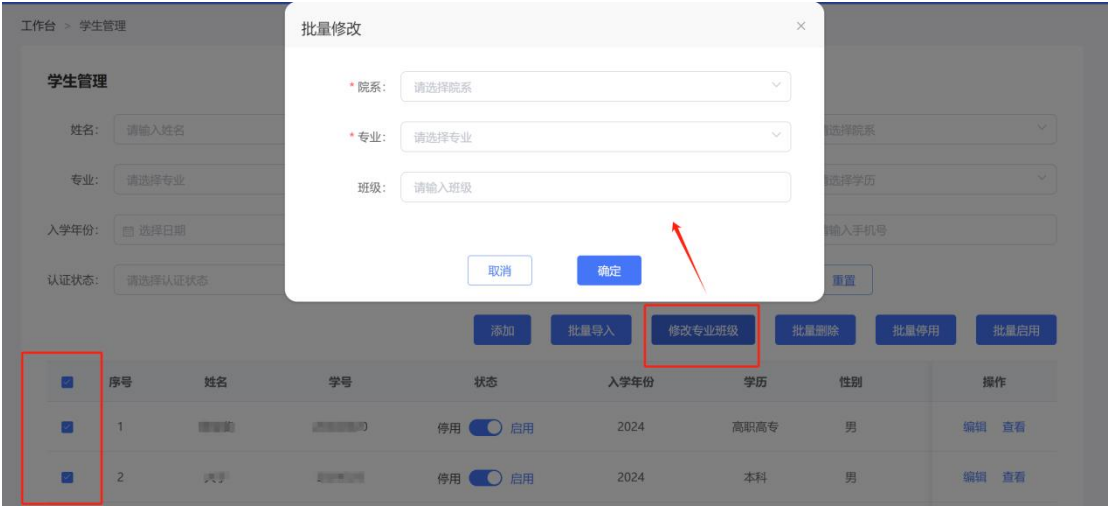 工作台 > 学生管理
学生管理
姓名： 请输入姓名
专业： 请选择专业
入学年份： 选择日期
认证状态： 请选择认证状态
批量修改 ×
* 院系： 请选择院系
* 专业： 请选择专业
班级： 请输入班级
取消 确定
选择院系
选择学历
输入手机号
重置
添加 批量导入 修改专业班级 批量删除 批量停用 批量启用
序号 姓名 学号 状态 入学年份 学历 性别 操作
1 停用 启用 2024 高职高专 男 编辑 查看
2 停用 启用 2024 本科 男 编辑 查看